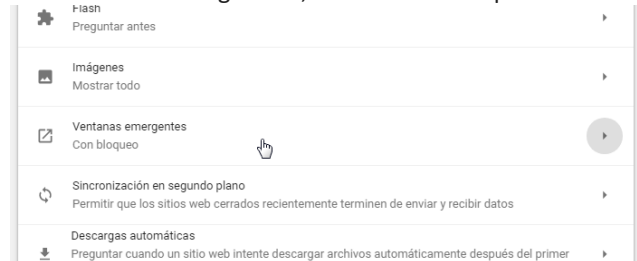 Flash
Preguntar antes
Imágenes
Mostrar todo
Ventanas emergentes
Con bloqueo
Sincronización en segundo plano
Permitir que los sitios web cerrados recientemente terminen de enviar y recibir datos
Descargas automáticas
Preguntar cuando un sitio web intente descargar archivos automáticamente después del primer